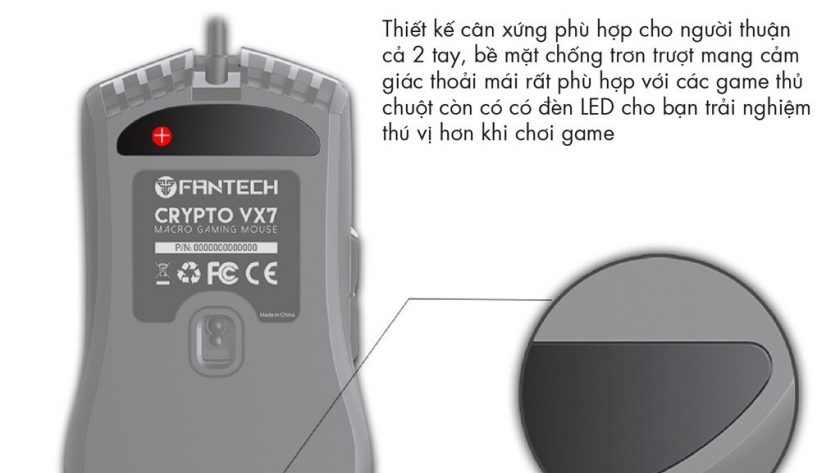 Thiết kế cân xứng phù hợp cho người thuận
cả 2 tay, bề mặt chống trơn trượt mang cảm
giác thoải mái rất phù hợp với các game thủ
chuột còn có có đèn LED cho bạn trải nghiệm
thú vị hơn khi chơi game
FANTECH
CRYPTO VX7
MACRO GAMING MOUSE
P/N: 0000000000000
FC CE
Made in China